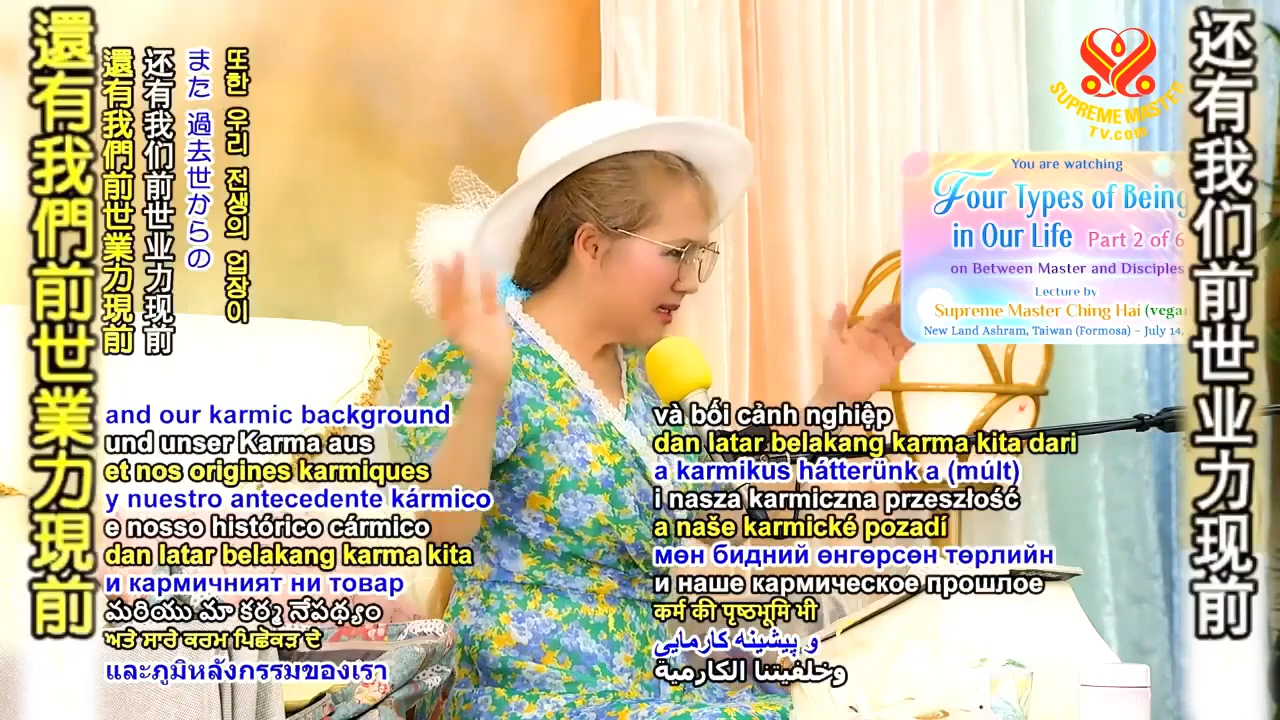 還有我們前世業力現前
還有我們前世業力現前
还有我们前世业力现前
また 過去世からの
또한 우리 전생의 업장이
SUPREME MASTER
TV.com
You are watching
Four Types of Being
in Our Life Part 2 of 6
on Between Master and Disciples
Lecture by
Supreme Master Ching Hai (vegan
New Land Ashram, Taiwan (Formosa) – July 14,
还有我们前世业力现前
and our karmic background
und unser Karma aus
et nos origines karmiques
y nuestro antecedente kármico
e nosso histórico cármico
dan latar belakang karma kita
и кармичният ни товар
మరియు మా కర్మ నేపథ్యం
ਅਤੇ ਸਾਰੇ ਕਰਮ ਪਿਛੋਕੜ ਦੇ
และภูมิหลังกรรมของเรา
và bối cảnh nghiệp
dan latar belakang karma kita dari
a karmikus hátterünk a (múlt)
i nasza karmiczna przeszłość
a naše karmické pozadí
мөн бидний өнгөрсөн төрлийн
и наше кармическое прошлое
कर्म की पृष्ठभूमि भी
و پیشینه کارمایی
وخلفيتنا الكارمية